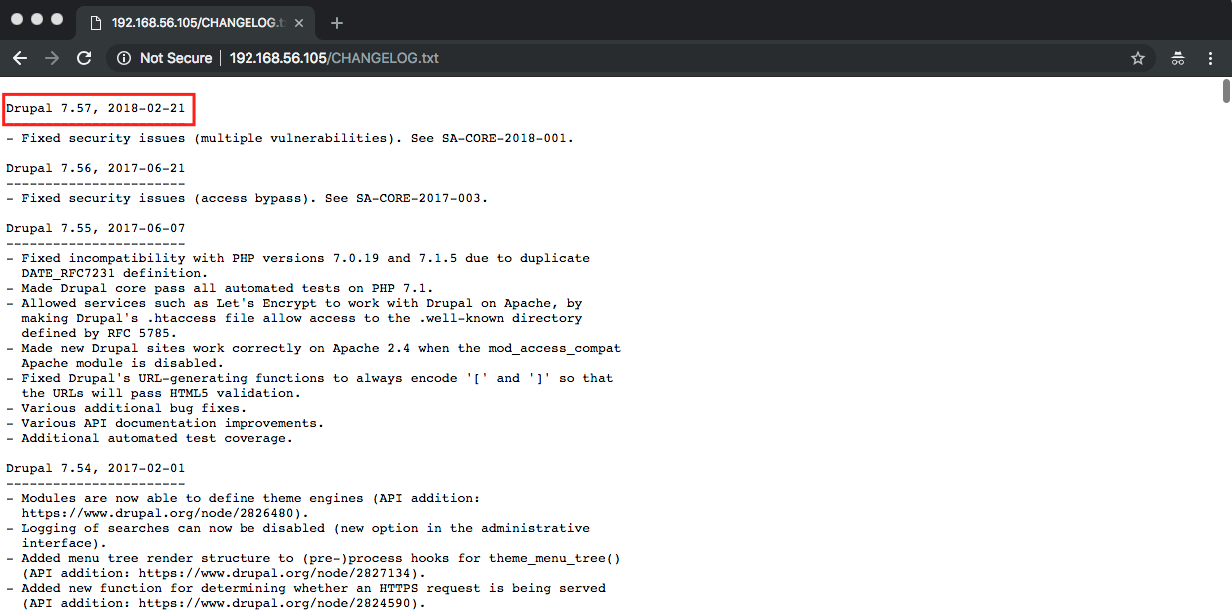 192.168.56.105/CHANGELOG.t
Not Secure | 192.168.56.105/CHANGELOG.txt
Drupal 7.57, 2018-02-21
- Fixed security issues (multiple vulnerabilities). See SA-CORE-2018-001.
Drupal 7.56, 2017-06-21
-----------------------
- Fixed security issues (access bypass). See SA-CORE-2017-003.
Drupal 7.55, 2017-06-07
-----------------------
- Fixed incompatibility with PHP versions 7.0.19 and 7.1.5 due to duplicate
DATE_RFC7231 definition.
- Made Drupal core pass all automated tests on PHP 7.1.
- Allowed services such as Let's Encrypt to work with Drupal on Apache, by
making Drupal's .htaccess file allow access to the .well-known directory
defined by RFC 5785.
- Made new Drupal sites work correctly on Apache 2.4 when the mod_access_compat
Apache module is disabled.
- Fixed Drupal's URL-generating functions to always encode '[' and ']' so that
the URLs will pass HTML5 validation.
- Various additional bug fixes.
- Various API documentation improvements.
- Additional automated test coverage.
Drupal 7.54, 2017-02-01
-----------------------
- Modules are now able to define theme engines (API addition:
https://www.drupal.org/node/2826480).
- Logging of searches can now be disabled (new option in the administrative
interface).
- Added menu tree render structure to (pre-)process hooks for theme_menu_tree()
(API addition: https://www.drupal.org/node/2827134).
- Added new function for determining whether an HTTPS request is being served
(API addition: https://www.drupal.org/node/2824590).